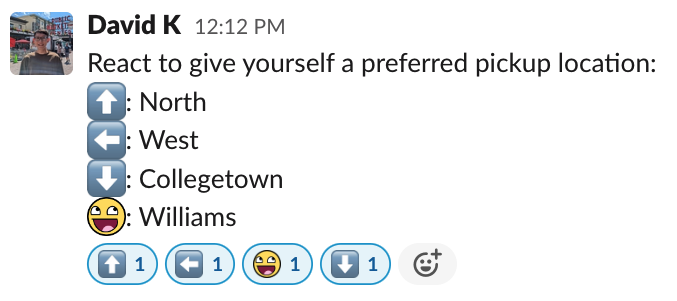 David K 12:12 PM
React to give yourself a preferred pickup location:
⬆️: North
⬅️: West
⬇️: Collegetown
: Williams
⬆️ 1 ⬅️ 1 1 ⬇️ 1